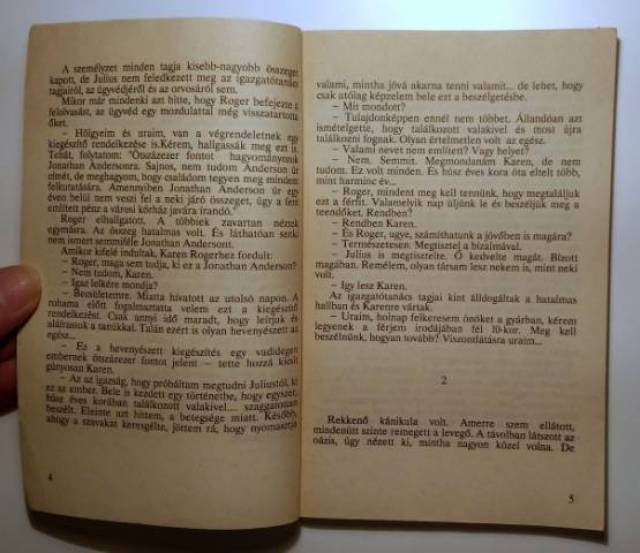 A személyzet minden tagja kisebb-nagyobb összeget
kapott, de Julius nem feledkezett meg az igazgatótanács
tagjairól, az ügyvédjéről és az orvosáról sem.
Mikor már mindenki azt hitte, hogy Roger befejezte a
felolvasást, az ügyvéd egy mozdulattal még visszatartotta
őket.
– Hölgyeim és uraim, van a végrendeletnek egy
kiegészítő rendelkezése is.Kérem, hallgassák meg ezt is.
Tehát, folytatom: "Ötszázezer fontot hagyományozok
Jonathan Andersonra. Sajnos, nem tudom Anderson úr
címét, de meghagyom, hogy családom tegyen meg mindent
felkutatására. Amennyiben Jonathan Anderson úr egy
éven belül nem veszi fel a neki járó összeget, úgy a fent
említett pénz a városi kórház javára írandó."
Roger elhallgatott. A többiek zavartan néztek
egymásra. Az összeg hatalmas volt. És láthatóan senki
nem ismert semmiféle Jonathan Andersont.
Amikor kifelé indultak, Karen Rogerhez fordult:
– Roger, maga sem tudja, ki ez a Jonathan Anderson?
– Nem tudom, Karen.
– Igaz lelkére mondja?
– Becsületemre. Miatta hívatott az utolsó napon. A
rohama előtt fogalmaztatta velem ezt a kiegészítő
rendelkezést. Csak annyi idő maradt, hogy leírjuk és
aláírassuk a tanúkkal. Talán ezért is olyan hevenyészett az
egész...
– Ez a hevenyészett kiegészítés egy vadidegen
embernek ötszázezer fontot jelent – tette hozzá kicsit
gúnyosan Karen.
– Az az igazság, hogy próbáltam megtudni Juliustól, ki
ez az ember. Bele is kezdett egy történetbe, hogy egyszer,
húsz éves korában találkozott valakivel... szaggatottan
beszélt. Eleinte azt hittem, a betegsége miatt. Később,
ahogy a szavakat keresgélte, jöttem rá, hogy nyomasztja
4
valami, mintha jóvá akarna tenni valamit... de lehet, hogy
csak utólag képzelem bele ezt a beszélgetésbe.
– Mit mondott?
– Tulajdonképpen ennél nem többet. Állandóan azt
ismételgette, hogy találkozott valakivel és most újra
találkozni fognak. Olyan értelmetlen volt az egész.
– Valami nevet nem említett? Vagy helyet?
– Nem. Semmit. Megmondanám Karen, de nem
tudom. Ez volt minden. És húsz éves kora óta eltelt több,
mint harminc év...
– Roger, mindent meg kell tennünk, hogy megtaláljuk
ezt a férfit. Valamelyik nap üljünk le és beszéljük meg a
teendőket. Rendben?
– Rendben Karen.
– És Roger, ugye, számíthatunk a jövőben is magára?
– Természetesen. Megtisztel a bizalmával.
– Julius is megtisztelte. Ő kedvelte magát. Bízott
magában. Remélem, olyan társam lesz nekem is, mint neki
volt.
– Így lesz Karen.
Az igazgatótanács tagjai kint álldogáltak a hatalmas
hallban és Karenre vártak.
– Uraim, holnap felkeresem önöket a gyárban, kérem
legyenek a férjem irodájában fél 10-kor. Meg kell
beszélnünk, hogyan tovább? Viszontlátásra uraim...
2
Rekkenő kánikula volt. Amerre szem ellátott,
mindenütt szinte remegett a levegő. A távolban látszott az
oázis, úgy nézett ki, mintha nagyon közel volna. De
5